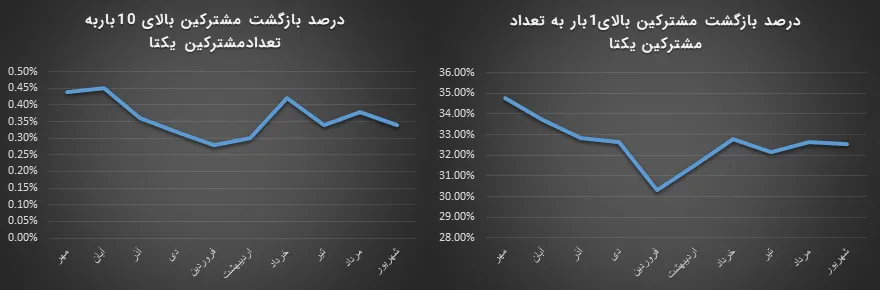 درصد بازگشت مشترکین بالای 10باربه
تعدادمشترکین یکتا
0.50%
0.45%
0.40%
0.35%
0.30%
0.25%
0.20%
0.15%
0.10%
0.05%
0.00%
مهر
آبان
آذر
دی
فروردین
اردیبهشت
خرداد
تیر
مرداد
شهریور
درصد بازگشت مشترکین بالای1بار به تعداد
مشترکین یکتا
36.00%
35.00%
34.00%
33.00%
32.00%
31.00%
30.00%
29.00%
28.00%
مهر
آبان
آذر
دی
فروردین
اردیبهشت
خرداد
تیر
مرداد
شهریور